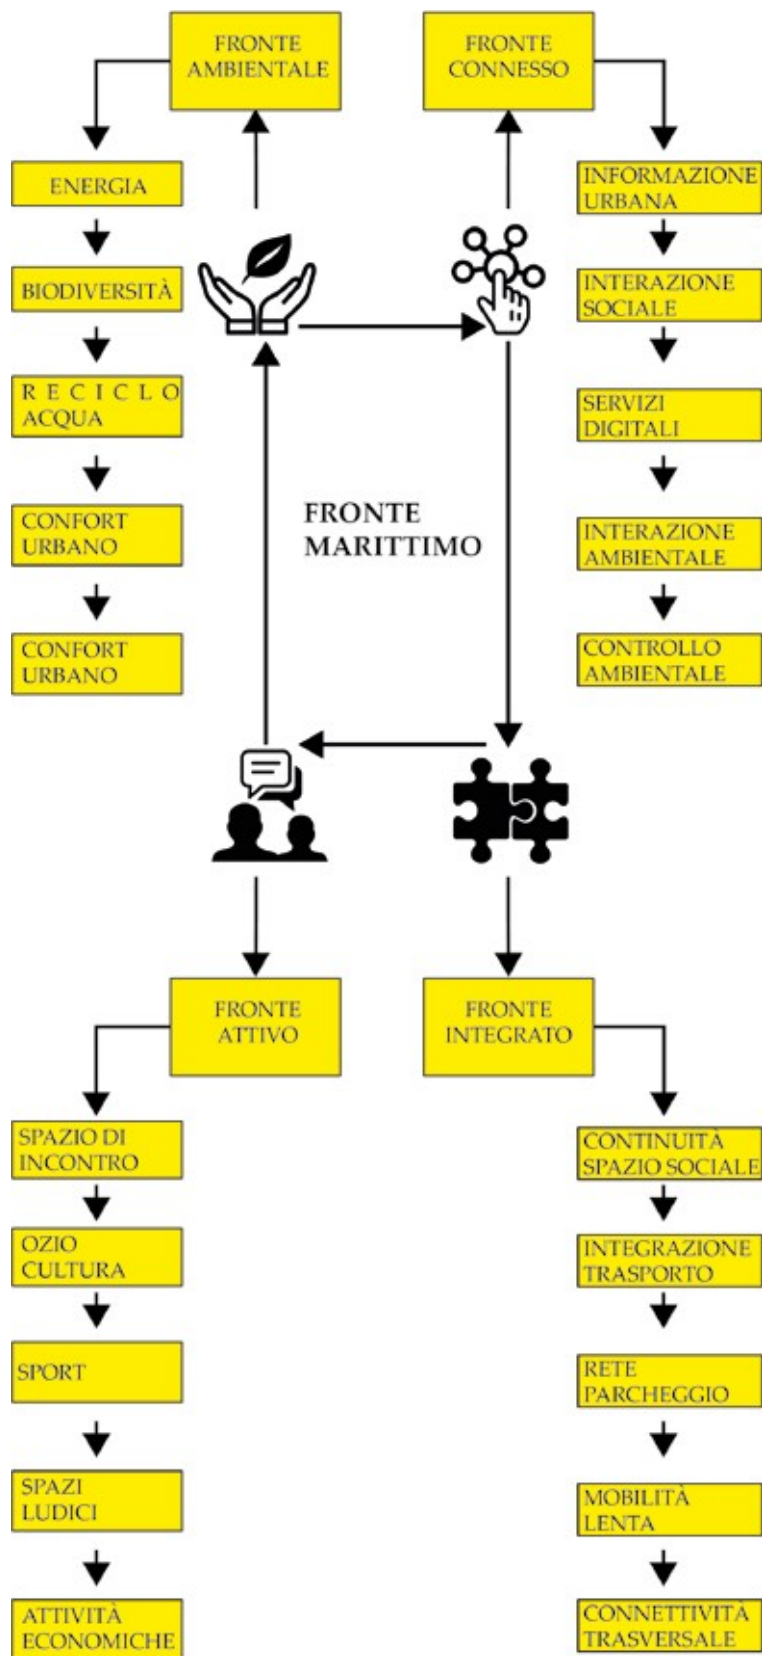 FRONTE
AMBIENTALE
FRONTE
CONNESSO
ENERGIA
BIODIVERSITÀ
RECICLO
ACQUA
CONFORT
URBANO
CONFORT
URBANO
INFORMAZIONE
URBANA
INTERAZIONE
SOCIALE
SERVIZI
DIGITALI
INTERAZIONE
AMBIENTALE
CONTROLLO
AMBIENTALE
FRONTE
MARITTIMO
FRONTE
ATTIVO
FRONTE
INTEGRATO
SPAZIO DI
INCONTRO
OZIO
CULTURA
SPORT
SPAZI
LUDICI
ATTIVITÀ
ECONOMICHE
CONTINUITÀ
SPAZIO SOCIALE
INTEGRAZIONE
TRASPORTO
RETE
PARCHEGGIO
MOBILITÀ
LENTA
CONNETTIVITÀ
TRASVERSALE